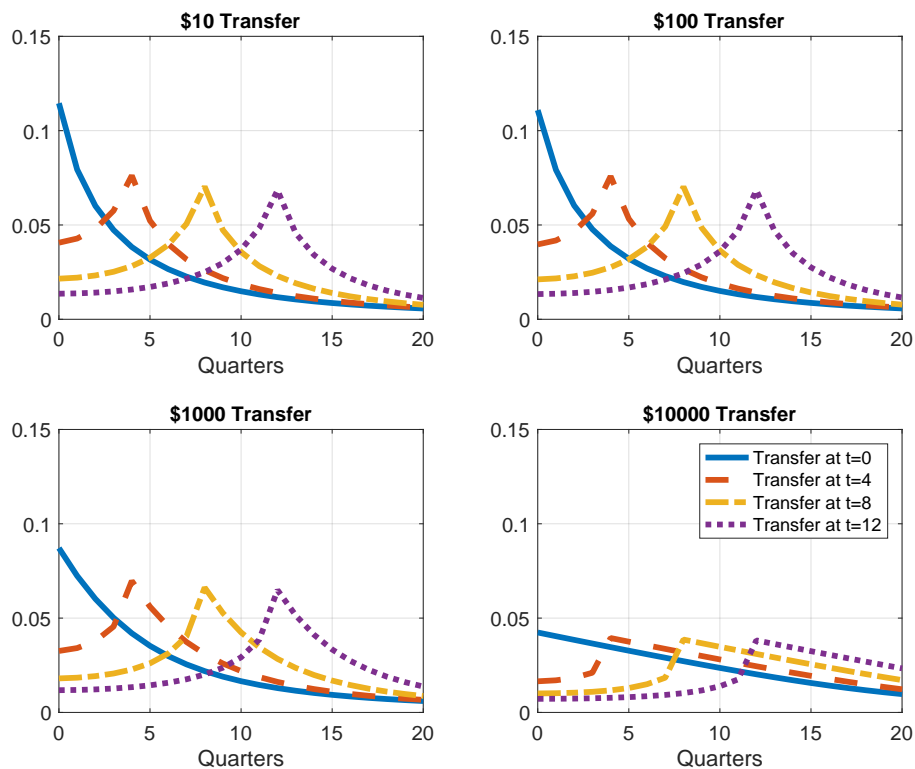 $10 Transfer
0.15
0.1
0.05
0
0 5 10 15 20
Quarters
$100 Transfer
0.15
0.1
0.05
0
0 5 10 15 20
Quarters
$1000 Transfer
0.15
0.1
0.05
0
0 5 10 15 20
Quarters
$10000 Transfer
0.15
0.1
0.05
0
Transfer at t=0
Transfer at t=4
Transfer at t=8
Transfer at t=12
0 5 10 15 20
Quarters